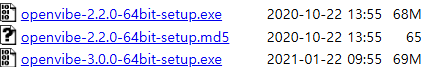 openvibe-2.2.0-64bit-setup.exe 2020-10-22 13:55 68M
openvibe-2.2.0-64bit-setup.md5 2020-10-22 13:55 65
openvibe-3.0.0-64bit-setup.exe 2021-01-22 09:55 69M